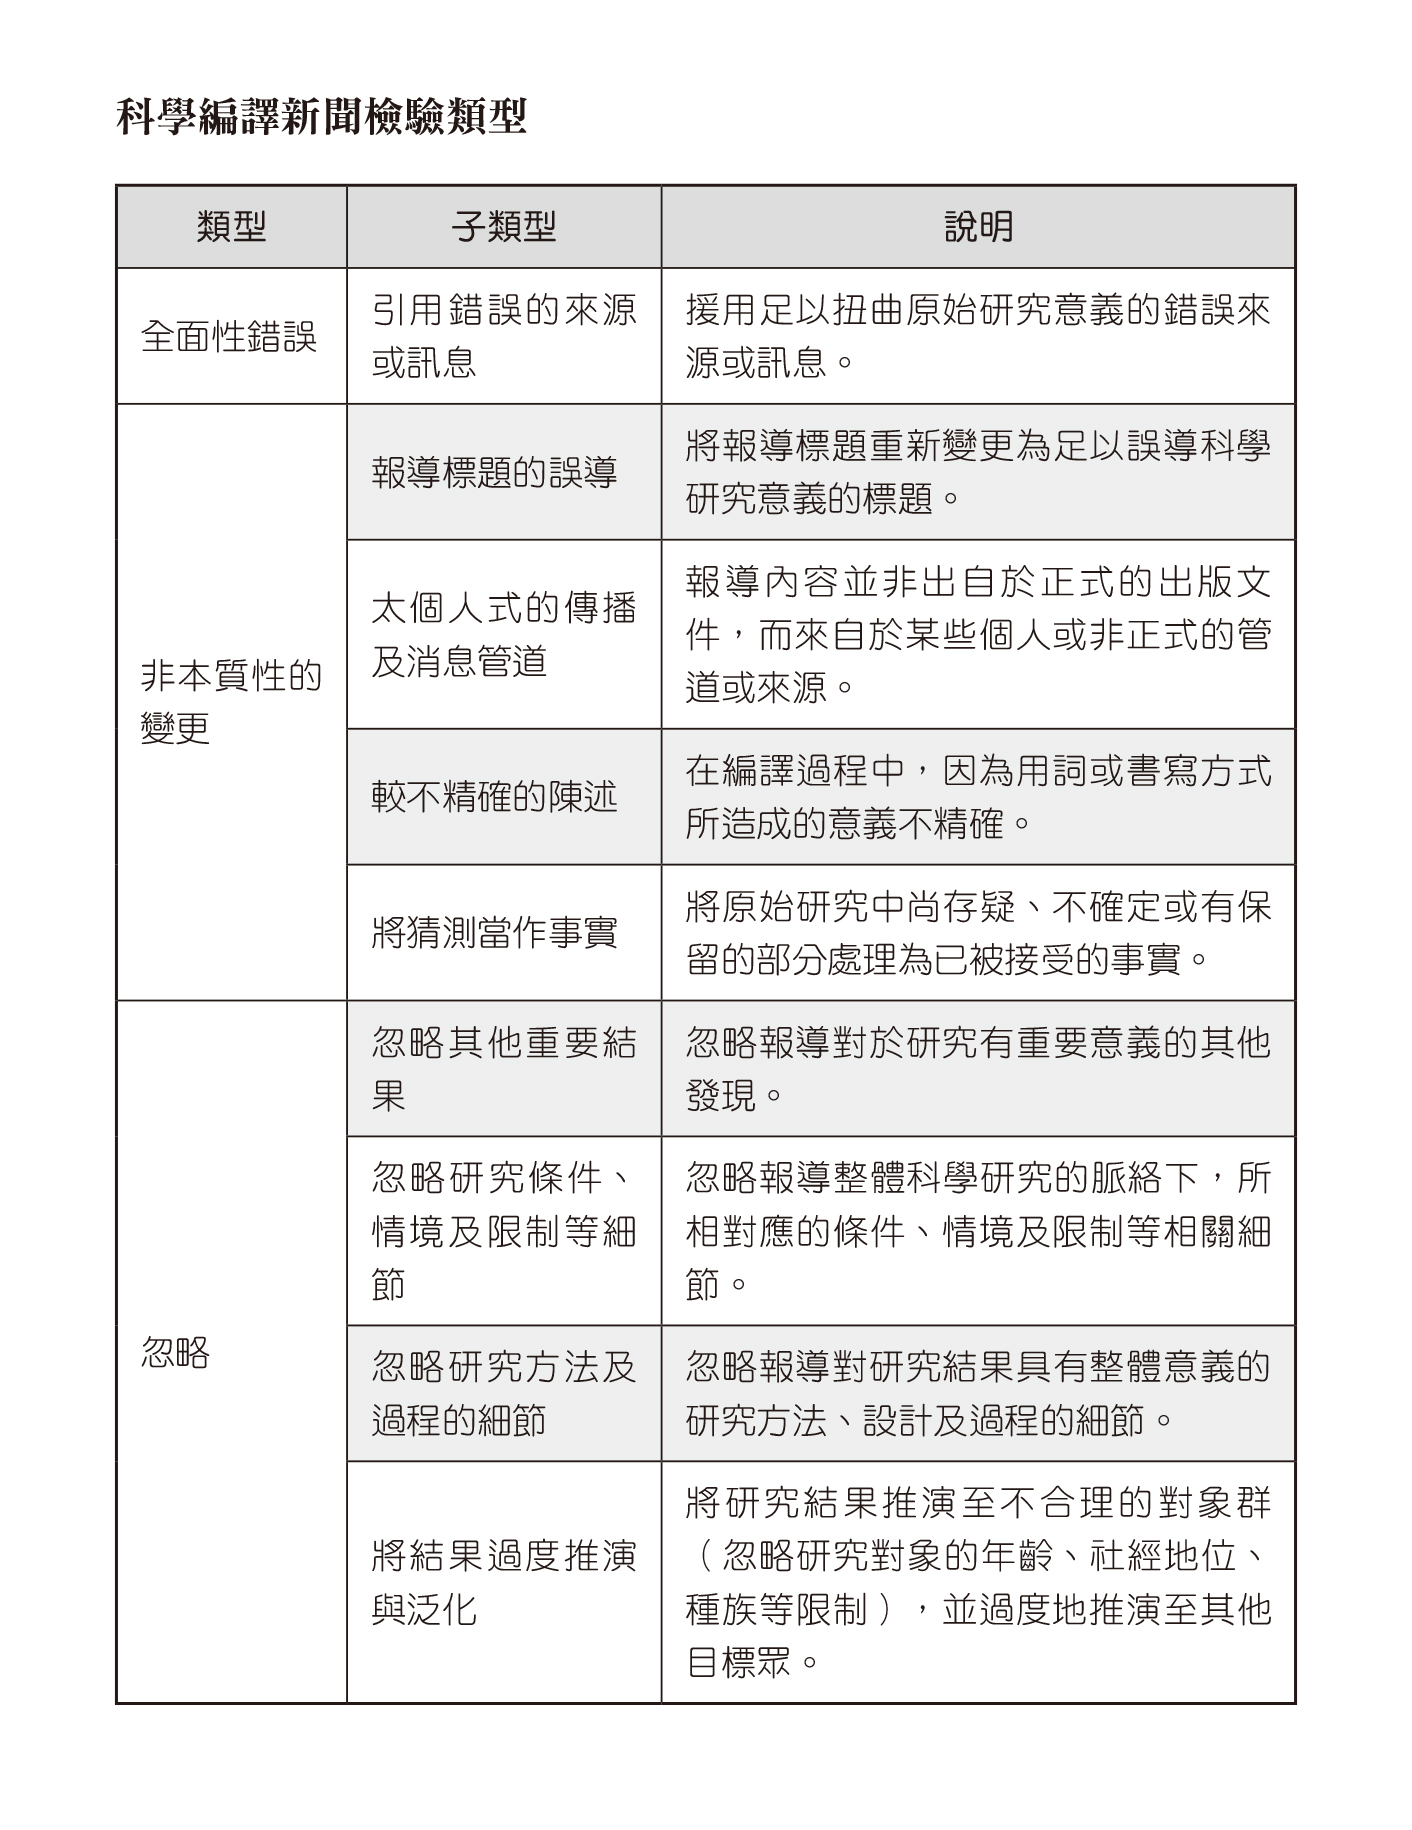 科學編譯新聞檢驗類型
類型
子類型
說明
全面性錯誤
引用錯誤的來源
或訊息
援用足以扭曲原始研究意義的錯誤來
源或訊息。
非本質性的
變更
報導標題的誤導
將報導標題重新變更為足以誤導科學
研究意義的標題。
太個人式的傳播
及消息管道
報導內容並非出自於正式的出版文
件，而來自於某些個人或非正式的管
道或來源。
較不精確的陳述
在編譯過程中，因為用詞或書寫方式
所造成的意義不精確。
將猜測當作事實
將原始研究中尚存疑、不確定或有保
留的部分處理為已被接受的事實。
忽略
忽略其他重要結
果
忽略報導對於研究有重要意義的其他
發現。
忽略研究條件、
情境及限制等細
節
忽略報導整體科學研究的脈絡下，所
相對應的條件、情境及限制等相關細
節。
忽略研究方法及
過程的細節
忽略報導對研究結果具有整體意義的
研究方法、設計及過程的細節。
將結果過度推演
與泛化
將研究結果推演至不合理的對象群
（忽略研究對象的年齡、社經地位、
種族等限制），並過度地推演至其他
目標眾。